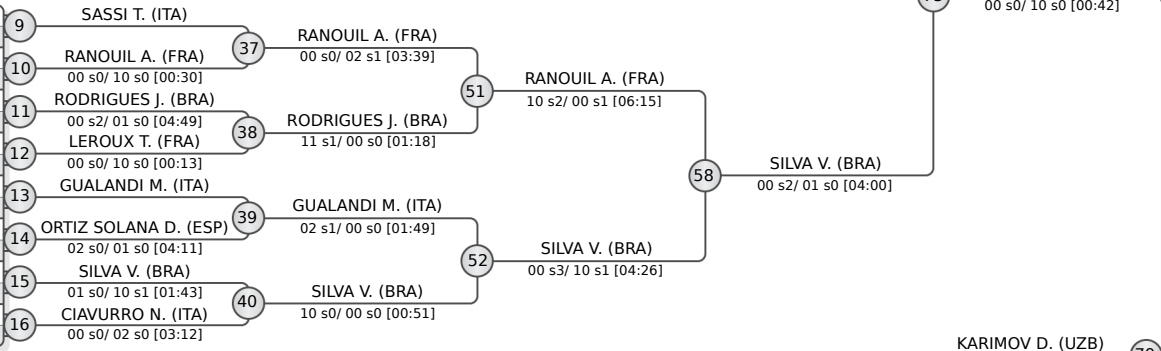 00 s0/ 10 s0 [00:42]
9
SASSI T. (ITA)
10
RANOUIL A. (FRA)
00 s0/ 10 s0 [00:30]
11
RODRIGUES J. (BRA)
00 s2/ 01 s0 [04:49]
12
LEROUX T. (FRA)
00 s0/ 10 s0 [00:13]
13
GUALANDI M. (ITA)
14
ORTIZ SOLANA D. (ESP)
02 s0/ 01 s0 [04:11]
15
SILVA V. (BRA)
01 s0/ 10 s1 [01:43]
16
CIAVURRO N. (ITA)
00 s0/ 02 s0 [03:12]
37
RANOUIL A. (FRA)
00 s0/ 02 s1 [03:39]
38
RODRIGUES J. (BRA)
11 s1/ 00 s0 [01:18]
39
GUALANDI M. (ITA)
02 s1/ 00 s0 [01:49]
40
SILVA V. (BRA)
10 s0/ 00 s0 [00:51]
51
RANOUIL A. (FRA)
10 s2/ 00 s1 [06:15]
52
SILVA V. (BRA)
00 s3/ 10 s1 [04:26]
58
SILVA V. (BRA)
00 s2/ 01 s0 [04:00]
KARIMOV D. (UZB)